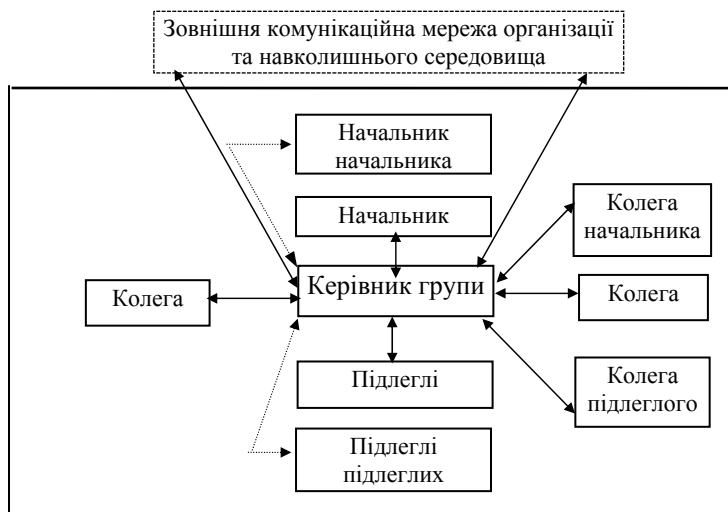 Зовнішня комунікаційна мережа організації
та навколишнього середовища
Начальник
начальника
Начальник
Колега
начальника
Керівник групи
Колега
Колега
Підлеглі
Колега
підлеглого
Підлеглі
підлеглих